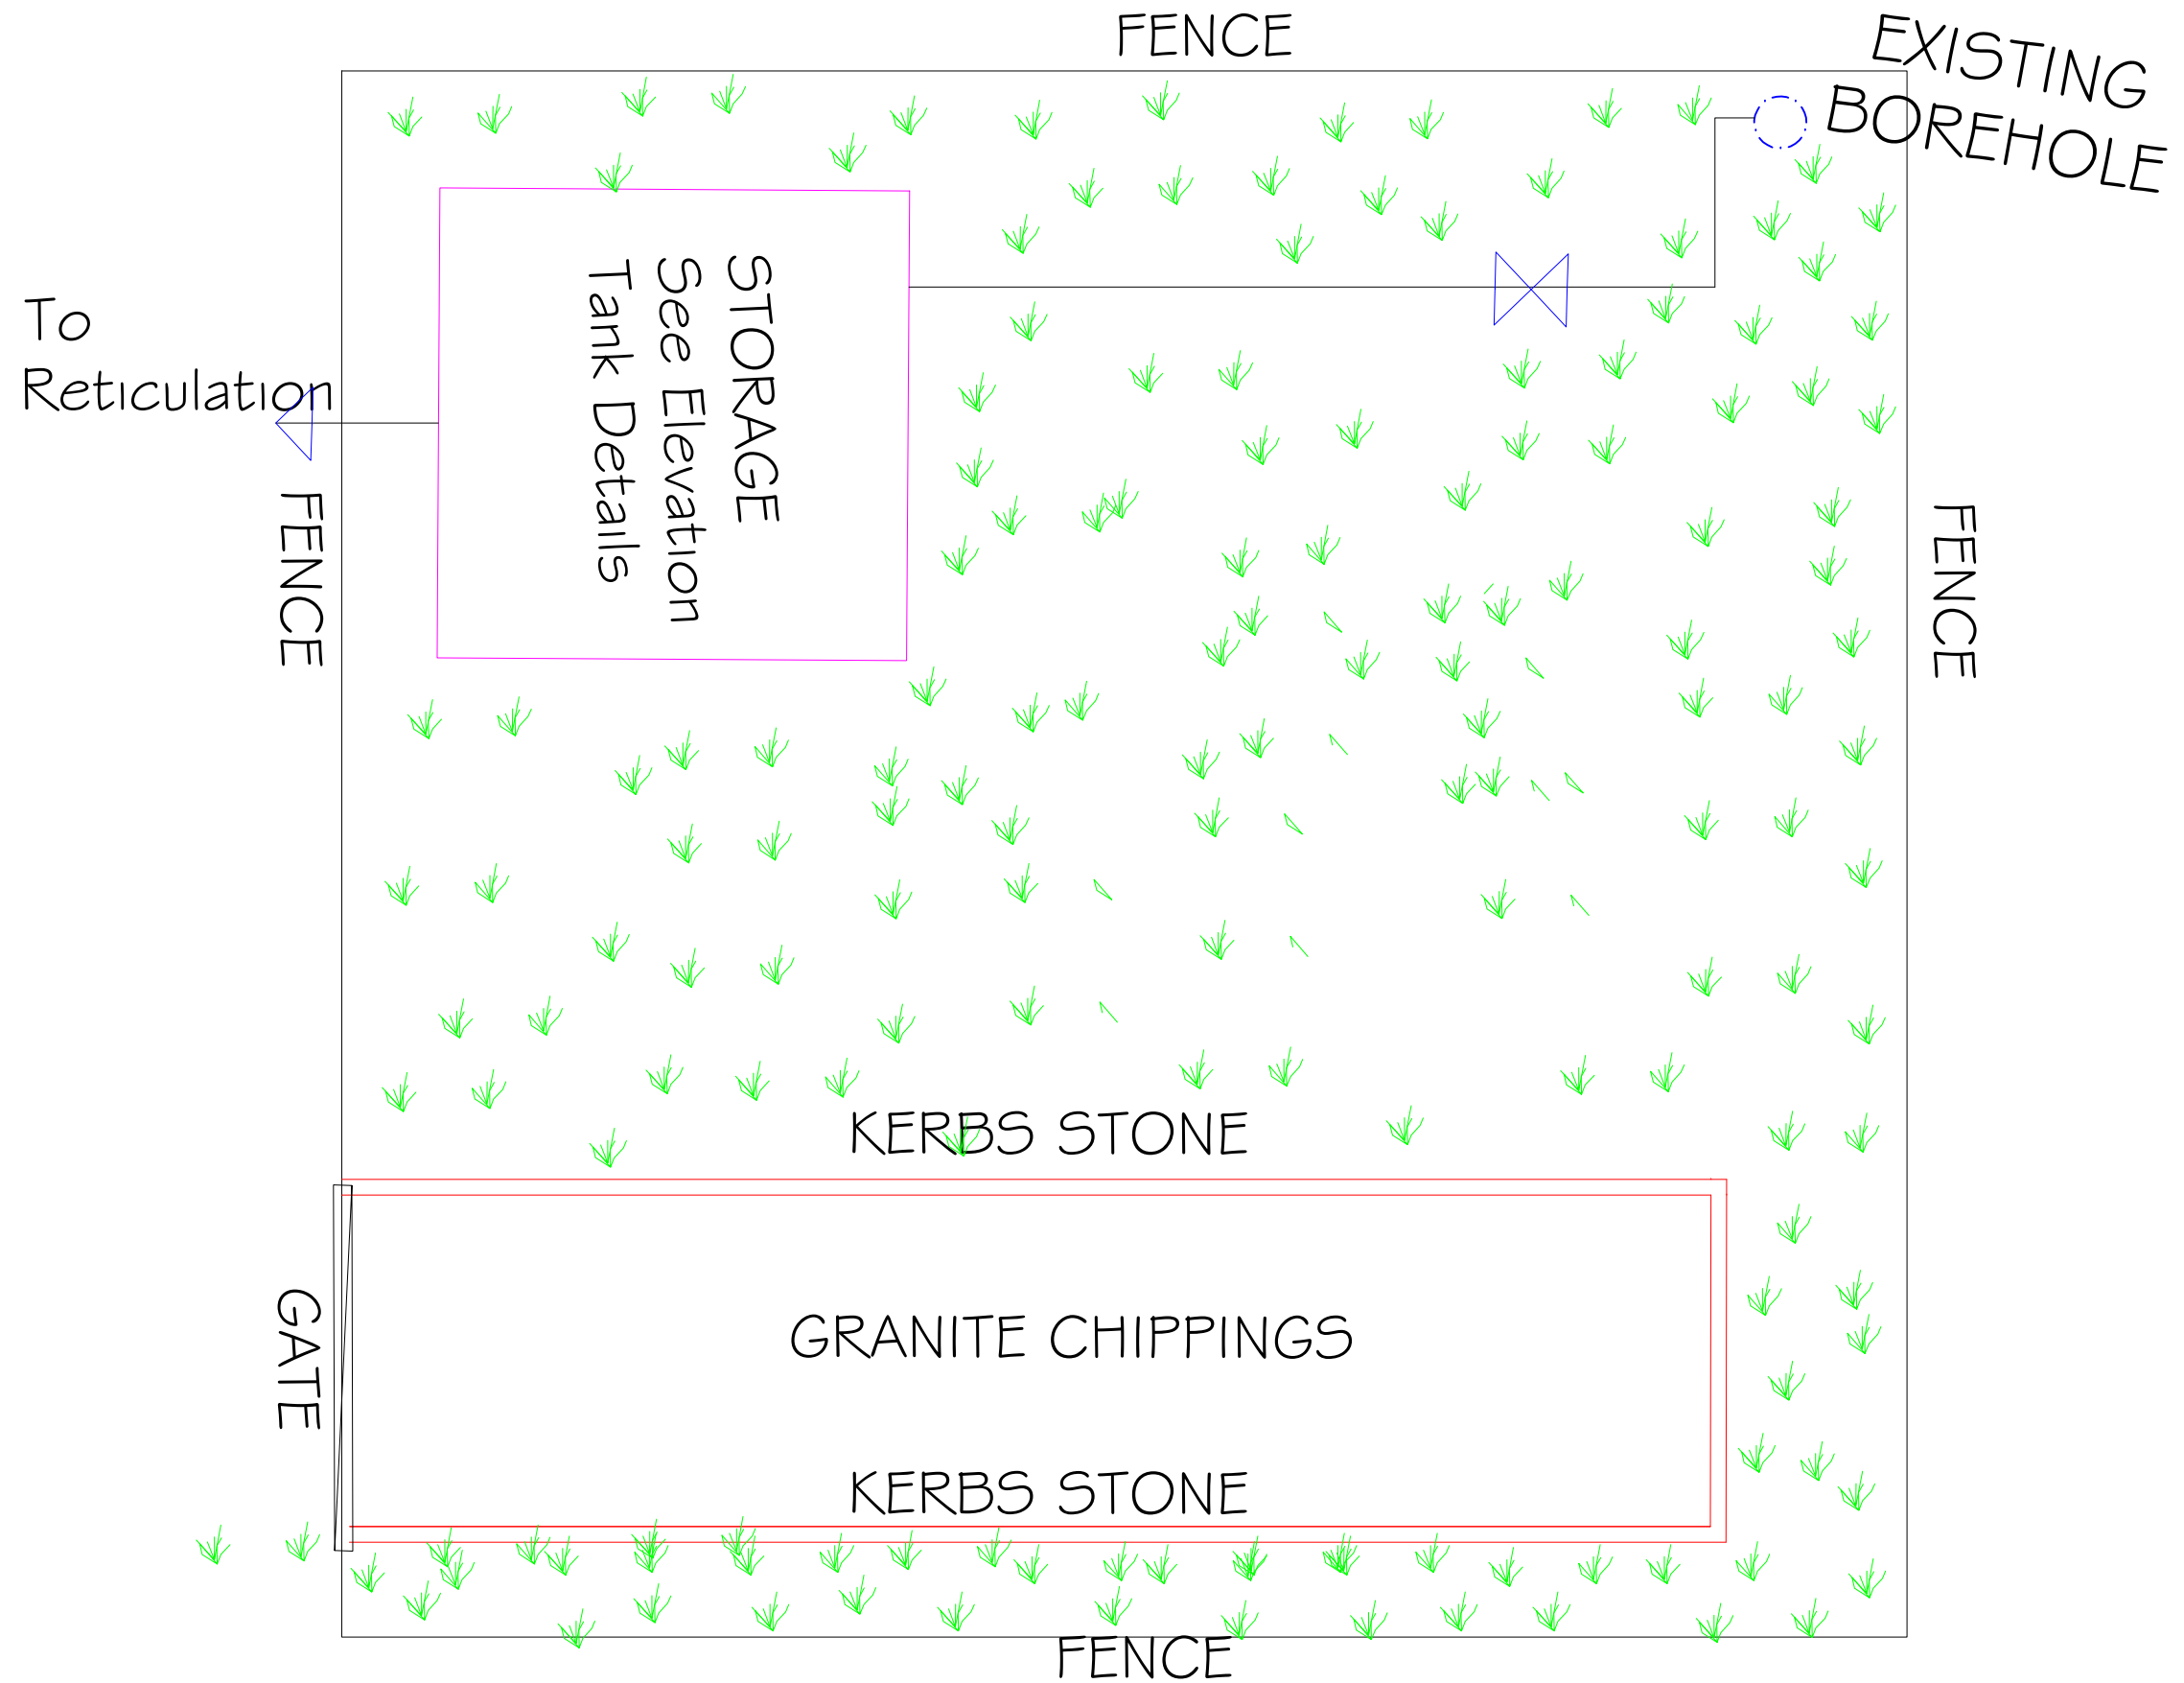 FENCE
EXISTING
BOREHOLE
To
Reticulation
STORAGE
See Elevation
Tank Details
FENCE
FENCE
KERBS STONE
GATE
GRANITE CHIPPINGS
KERBS STONE
FENCE